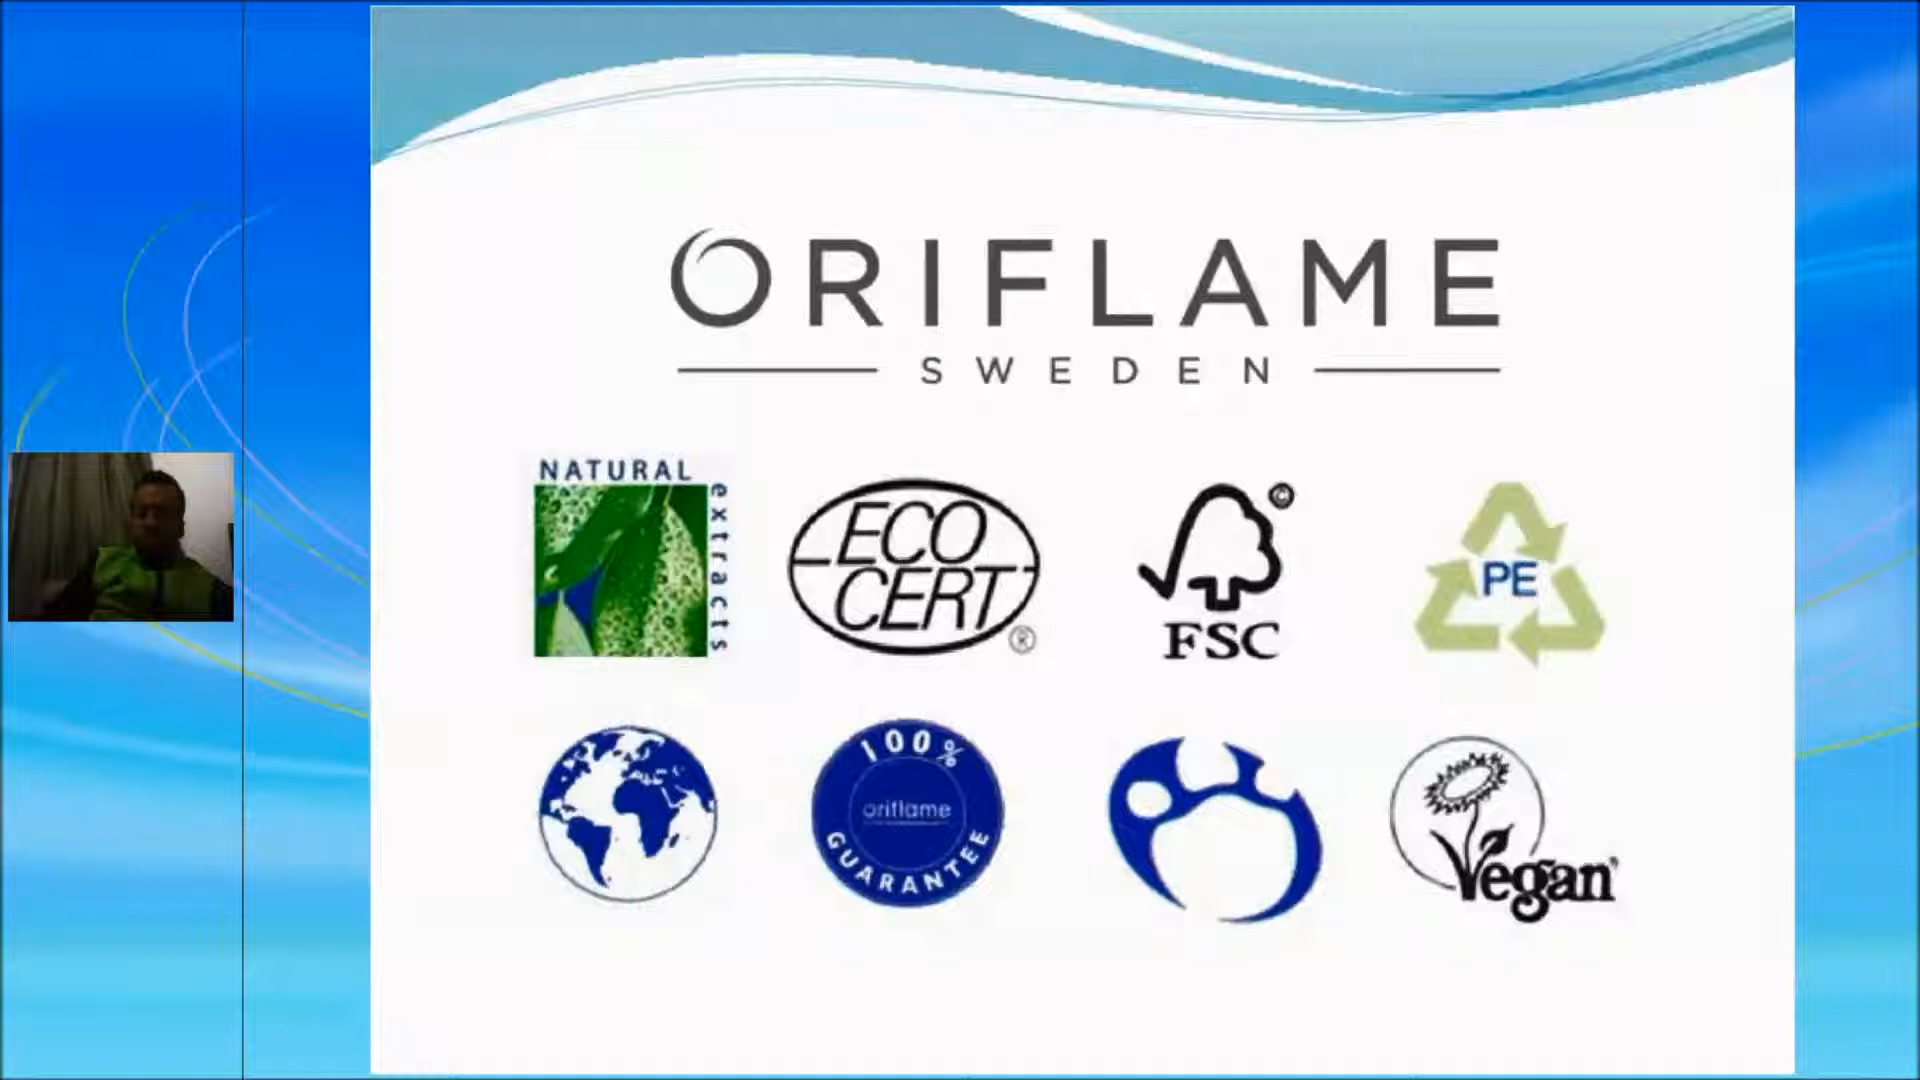 ORIFLAME
SWEDEN
NATURAL
extracts
ECO
CERT
®
©
FSC
PE
100%
oriflame
GUARANTEE
Vegan